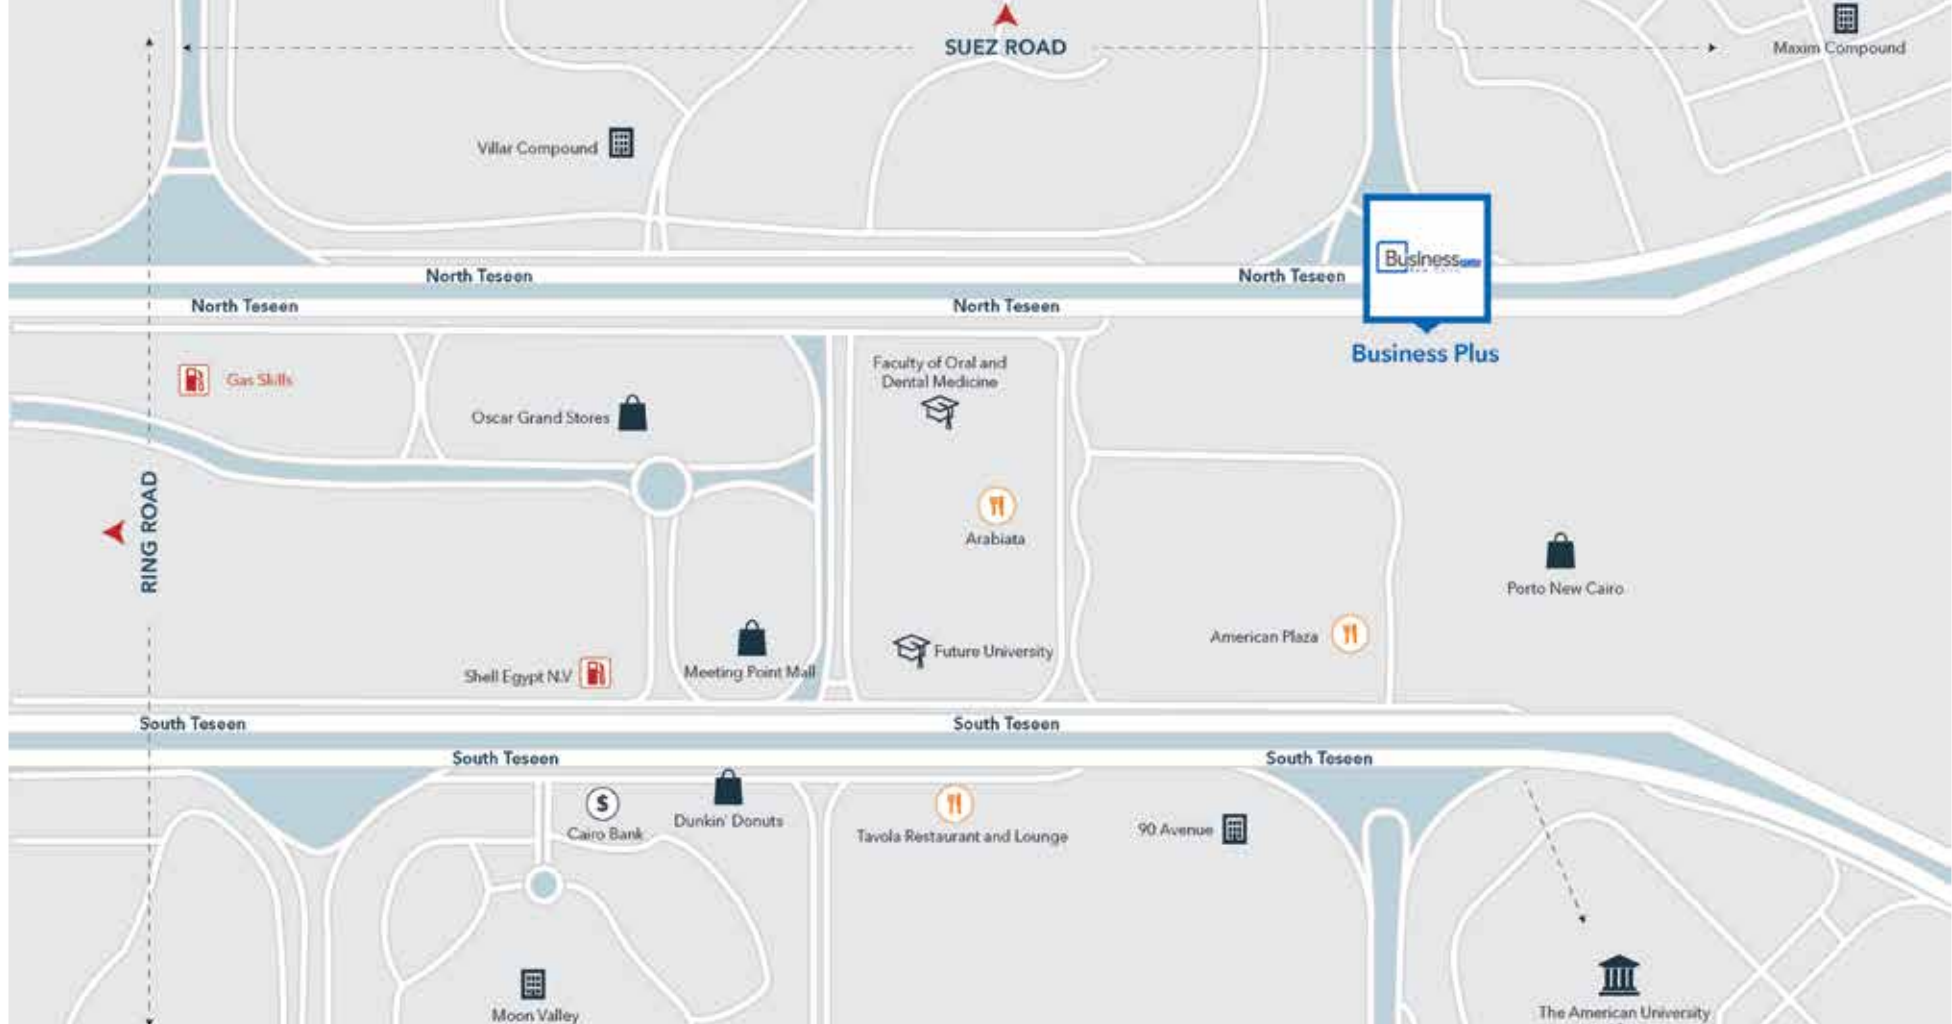 SUEZ ROAD
Maxim Compound
Villar Compound
North Teseen
North Teseen
North Teseen
North Teseen
Business
Business Plus
Faculty of Oral and
Dental Medicine
Gas Skills
Oscar Grand Stores
RING ROAD
Arabiata
Porto New Cairo
American Plaza
Future University
Meeting Point Mall
Shell Egypt N.V
South Teseen
South Teseen
South Teseen
South Teseen
$
Cairo Bank
Dunkin' Donuts
Tavola Restaurant and Lounge
90 Avenue
Moon Valley
The American University